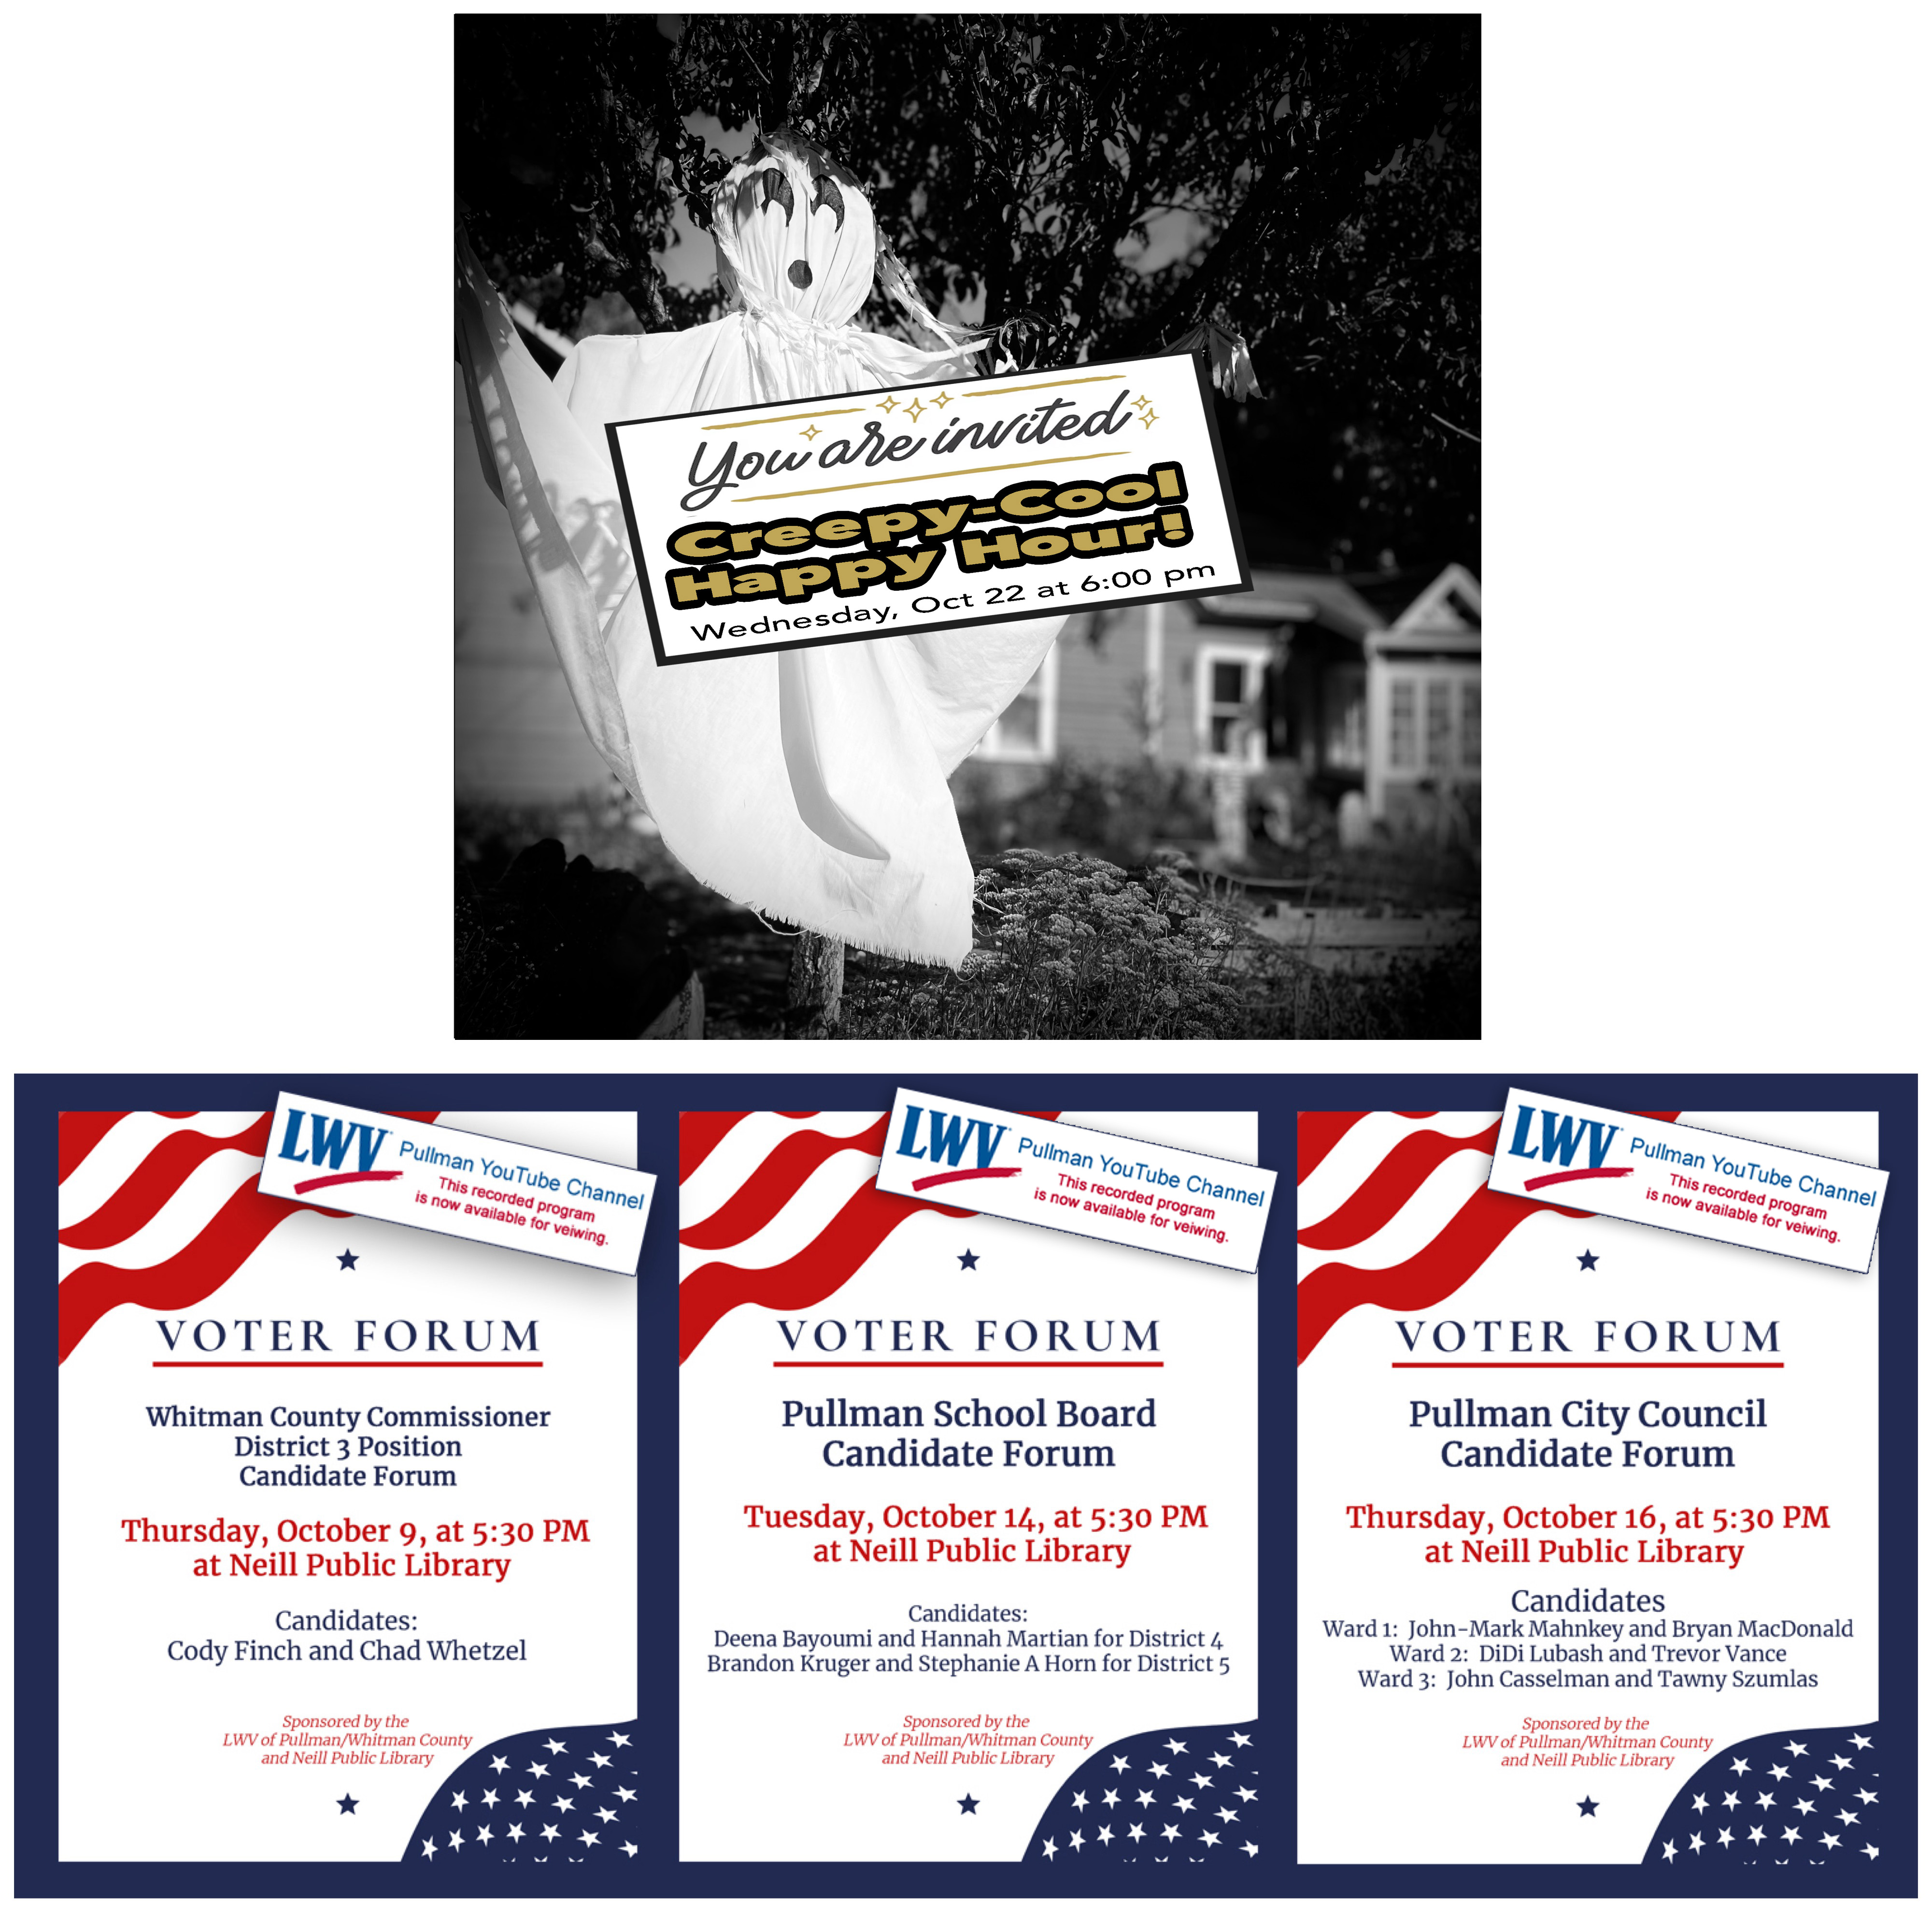 You are invited
Creepy-Cool
Happy Hour!
Wednesday, Oct 22 at 6:00 pm
LWV Pullman YouTube Channel
This recorded program
is now available for veiwing.
VOTER FORUM
Whitman County Commissioner
District 3 Position
Candidate Forum
Thursday, October 9, at 5:30 PM
at Neill Public Library
Candidates:
Cody Finch and Chad Whetzel
Sponsored by the
LWV of Pullman/Whitman County
and Neill Public Library
LWV Pullman YouTube Channel
This recorded program
is now available for veiwing.
VOTER FORUM
Pullman School Board
Candidate Forum
Tuesday, October 14, at 5:30 PM
at Neill Public Library
Candidates:
Deena Bayoumi and Hannah Martian for District 4
Brandon Kruger and Stephanie A Horn for District 5
Sponsored by the
LWV of Pullman/Whitman County
and Neill Public Library
LWV Pullman YouTube Channel
This recorded program
is now available for veiwing.
VOTER FORUM
Pullman City Council
Candidate Forum
Thursday, October 16, at 5:30 PM
at Neill Public Library
Candidates
Ward 1: John-Mark Mahnkey and Bryan MacDonald
Ward 2: DiDi Lubash and Trevor Vance
Ward 3: John Casselman and Tawny Szumlas
Sponsored by the
LWV of Pullman/Whitman County
and Neill Public Library